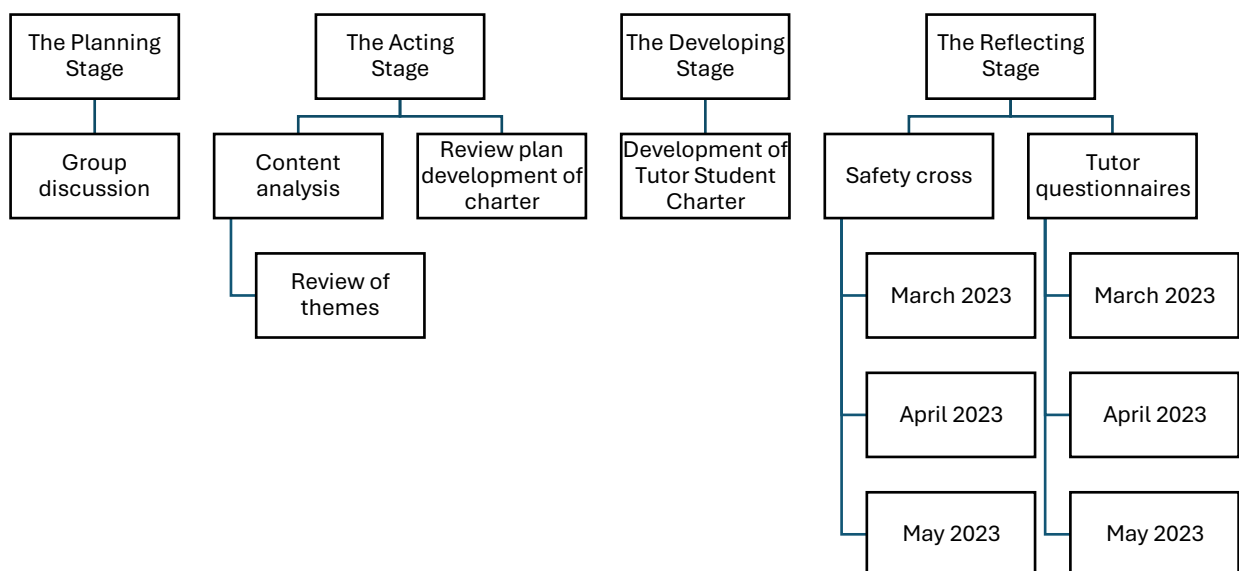 The Planning
Stage
Group
discussion
The Acting
Stage
Content
analysis
Review of
themes
Review plan
development of
charter
The Developing
Stage
Development of
Tutor Student
Charter
The Reflecting
Stage
Safety cross
March 2023
April 2023
May 2023
Tutor
questionnaires
March 2023
April 2023
May 2023